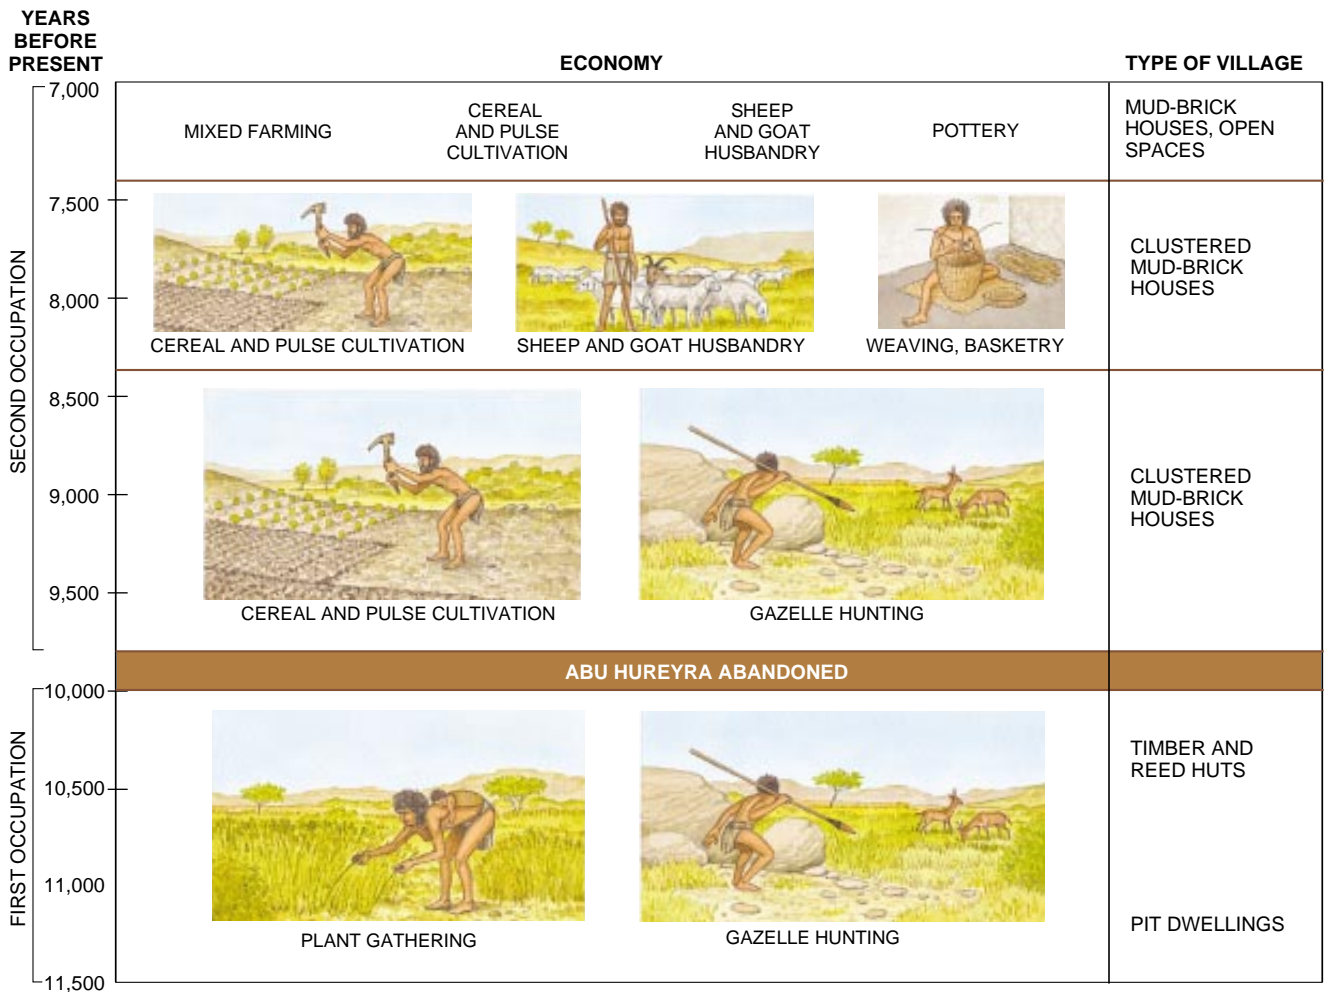 YEARS
BEFORE
PRESENT
ECONOMY
TYPE OF VILLAGE
7,000
MIXED FARMING
CEREAL
AND PULSE
CULTIVATION
SHEEP
AND GOAT
HUSBANDRY
POTTERY
MUD-BRICK
HOUSES, OPEN
SPACES
SECOND OCCUPATION
7,500
8,000
CEREAL AND PULSE CULTIVATION
SHEEP AND GOAT HUSBANDRY
WEAVING, BASKETRY
CLUSTERED
MUD-BRICK
HOUSES
8,500
9,000
9,500
CEREAL AND PULSE CULTIVATION
GAZELLE HUNTING
CLUSTERED
MUD-BRICK
HOUSES
ABU HUREYRA ABANDONED
FIRST OCCUPATION
10,000
10,500
11,000
11,500
PLANT GATHERING
GAZELLE HUNTING
TIMBER AND
REED HUTS
PIT DWELLINGS